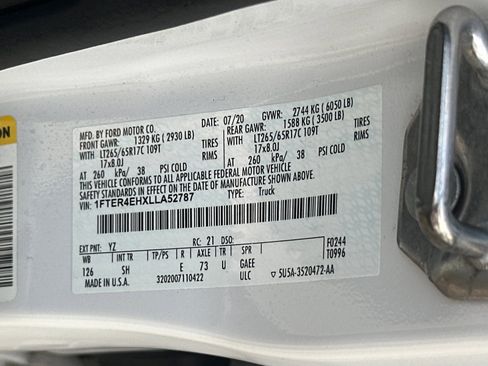 ON
DATE: 07/20 GVWR: 2744 KG (6050 LB)
MFD. BY FORD MOTOR CO.
FRONT GAWR: 1329 KG (2930 LB) REAR GAWR: 1588 KG (3500 LB)
WITH LT265/65R17C 109T TIRES WITH LT265/65R17C 109T TIRES
17x8.0J 17x8.0J
AT 260 kPa/ 38 PSI COLD AT 260 kPa/ 38 PSI COLD
THIS VEHICLE CONFORMS TO ALL APPLICABLE FEDERAL MOTOR VEHICLE
SAFETY STANDARDS IN EFFECT ON THE DATE OF MANUFACTURE SHOWN ABOVE.
VIN: 1FTER4EHXLLA52787 TYPE: Truck
EXT PNT: YZ RC: 21 DSO: F0244
WB INT TR TP/PS R AXLE TR SPR T0996
126 SH E 73 U GAEE
MADE IN U.S.A. 3202007110422 ULC ▽ 5U5A-3520472-AA